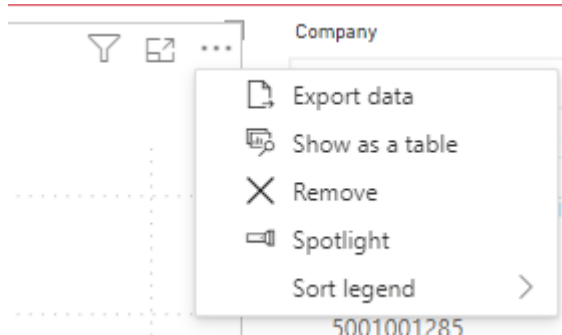 Company
Export data
Show as a table
Remove
Spotlight
Sort legend
5001001285